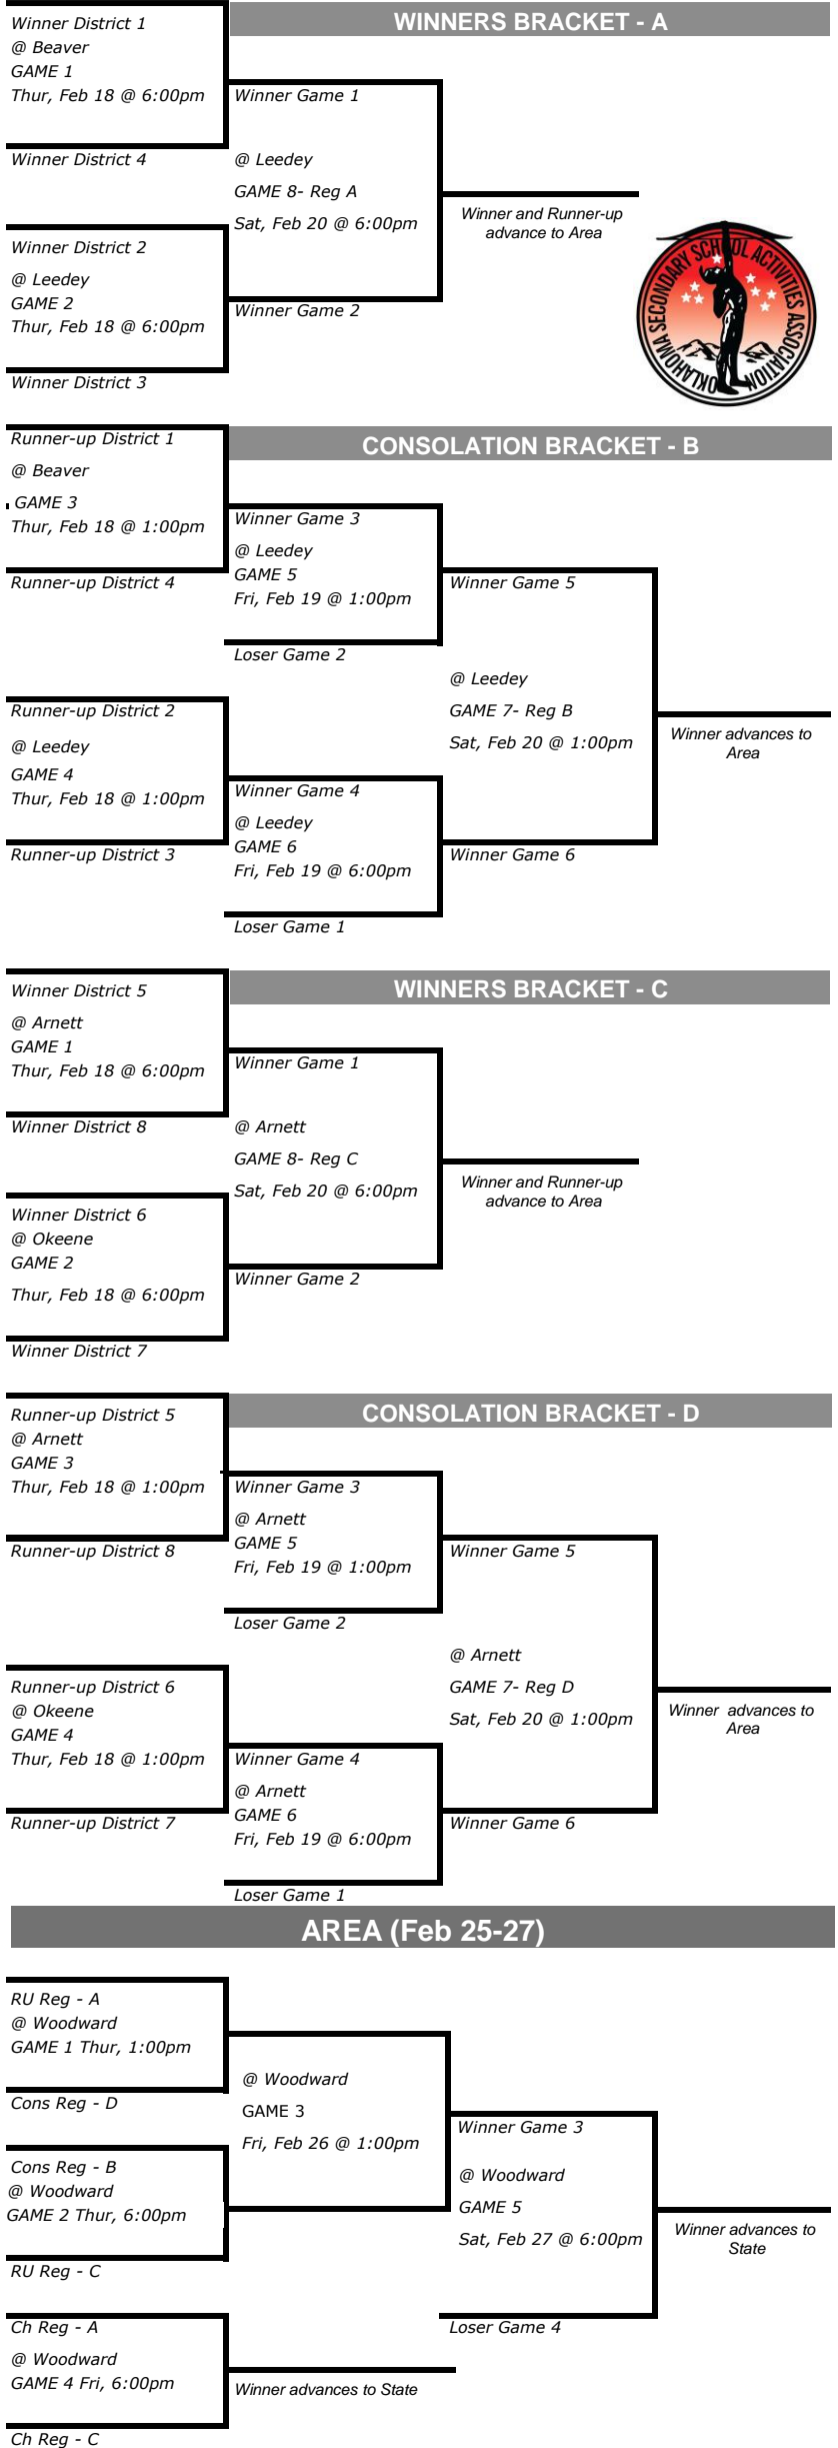 WINNERS BRACKET - A
Winner District 1
@ Beaver
GAME 1
Thur, Feb 18 @ 6:00pm
Winner Game 1
Winner District 4
@ Leedey
GAME 8- Reg A
Sat, Feb 20 @ 6:00pm
Winner and Runner-up
advance to Area
Winner District 2
@ Leedey
GAME 2
Thur, Feb 18 @ 6:00pm
Winner Game 2
Winner District 3
OKLAHOMA SECONDARY SCHOOL ACTIVITIES ASSOCIATION
CONSOLATION BRACKET - B
Runner-up District 1
@ Beaver
GAME 3
Thur, Feb 18 @ 1:00pm
Winner Game 3
@ Leedey
GAME 5
Fri, Feb 19 @ 1:00pm
Runner-up District 4
Winner Game 5
Loser Game 2
@ Leedey
GAME 7- Reg B
Sat, Feb 20 @ 1:00pm
Winner advances to
Area
Runner-up District 2
@ Leedey
GAME 4
Thur, Feb 18 @ 1:00pm
Winner Game 4
@ Leedey
GAME 6
Fri, Feb 19 @ 6:00pm
Runner-up District 3
Winner Game 6
Loser Game 1
WINNERS BRACKET - C
Winner District 5
@ Arnett
GAME 1
Thur, Feb 18 @ 6:00pm
Winner Game 1
Winner District 8
@ Arnett
GAME 8- Reg C
Sat, Feb 20 @ 6:00pm
Winner and Runner-up
advance to Area
Winner District 6
@ Okeene
GAME 2
Thur, Feb 18 @ 6:00pm
Winner Game 2
Winner District 7
CONSOLATION BRACKET - D
Runner-up District 5
@ Arnett
GAME 3
Thur, Feb 18 @ 1:00pm
Winner Game 3
@ Arnett
GAME 5
Fri, Feb 19 @ 1:00pm
Runner-up District 8
Winner Game 5
Loser Game 2
@ Arnett
GAME 7- Reg D
Sat, Feb 20 @ 1:00pm
Winner advances to
Area
Runner-up District 6
@ Okeene
GAME 4
Thur, Feb 18 @ 1:00pm
Winner Game 4
@ Arnett
GAME 6
Fri, Feb 19 @ 6:00pm
Runner-up District 7
Winner Game 6
Loser Game 1
AREA (Feb 25-27)
RU Reg - A
@ Woodward
GAME 1 Thur, 1:00pm
Cons Reg - D
@ Woodward
GAME 3
Fri, Feb 26 @ 1:00pm
Cons Reg - B
@ Woodward
GAME 2 Thur, 6:00pm
RU Reg - C
Winner Game 3
@ Woodward
GAME 5
Sat, Feb 27 @ 6:00pm
Winner advances to
State
Loser Game 4
Ch Reg - A
@ Woodward
GAME 4 Fri, 6:00pm
Winner advances to State
Ch Reg - C